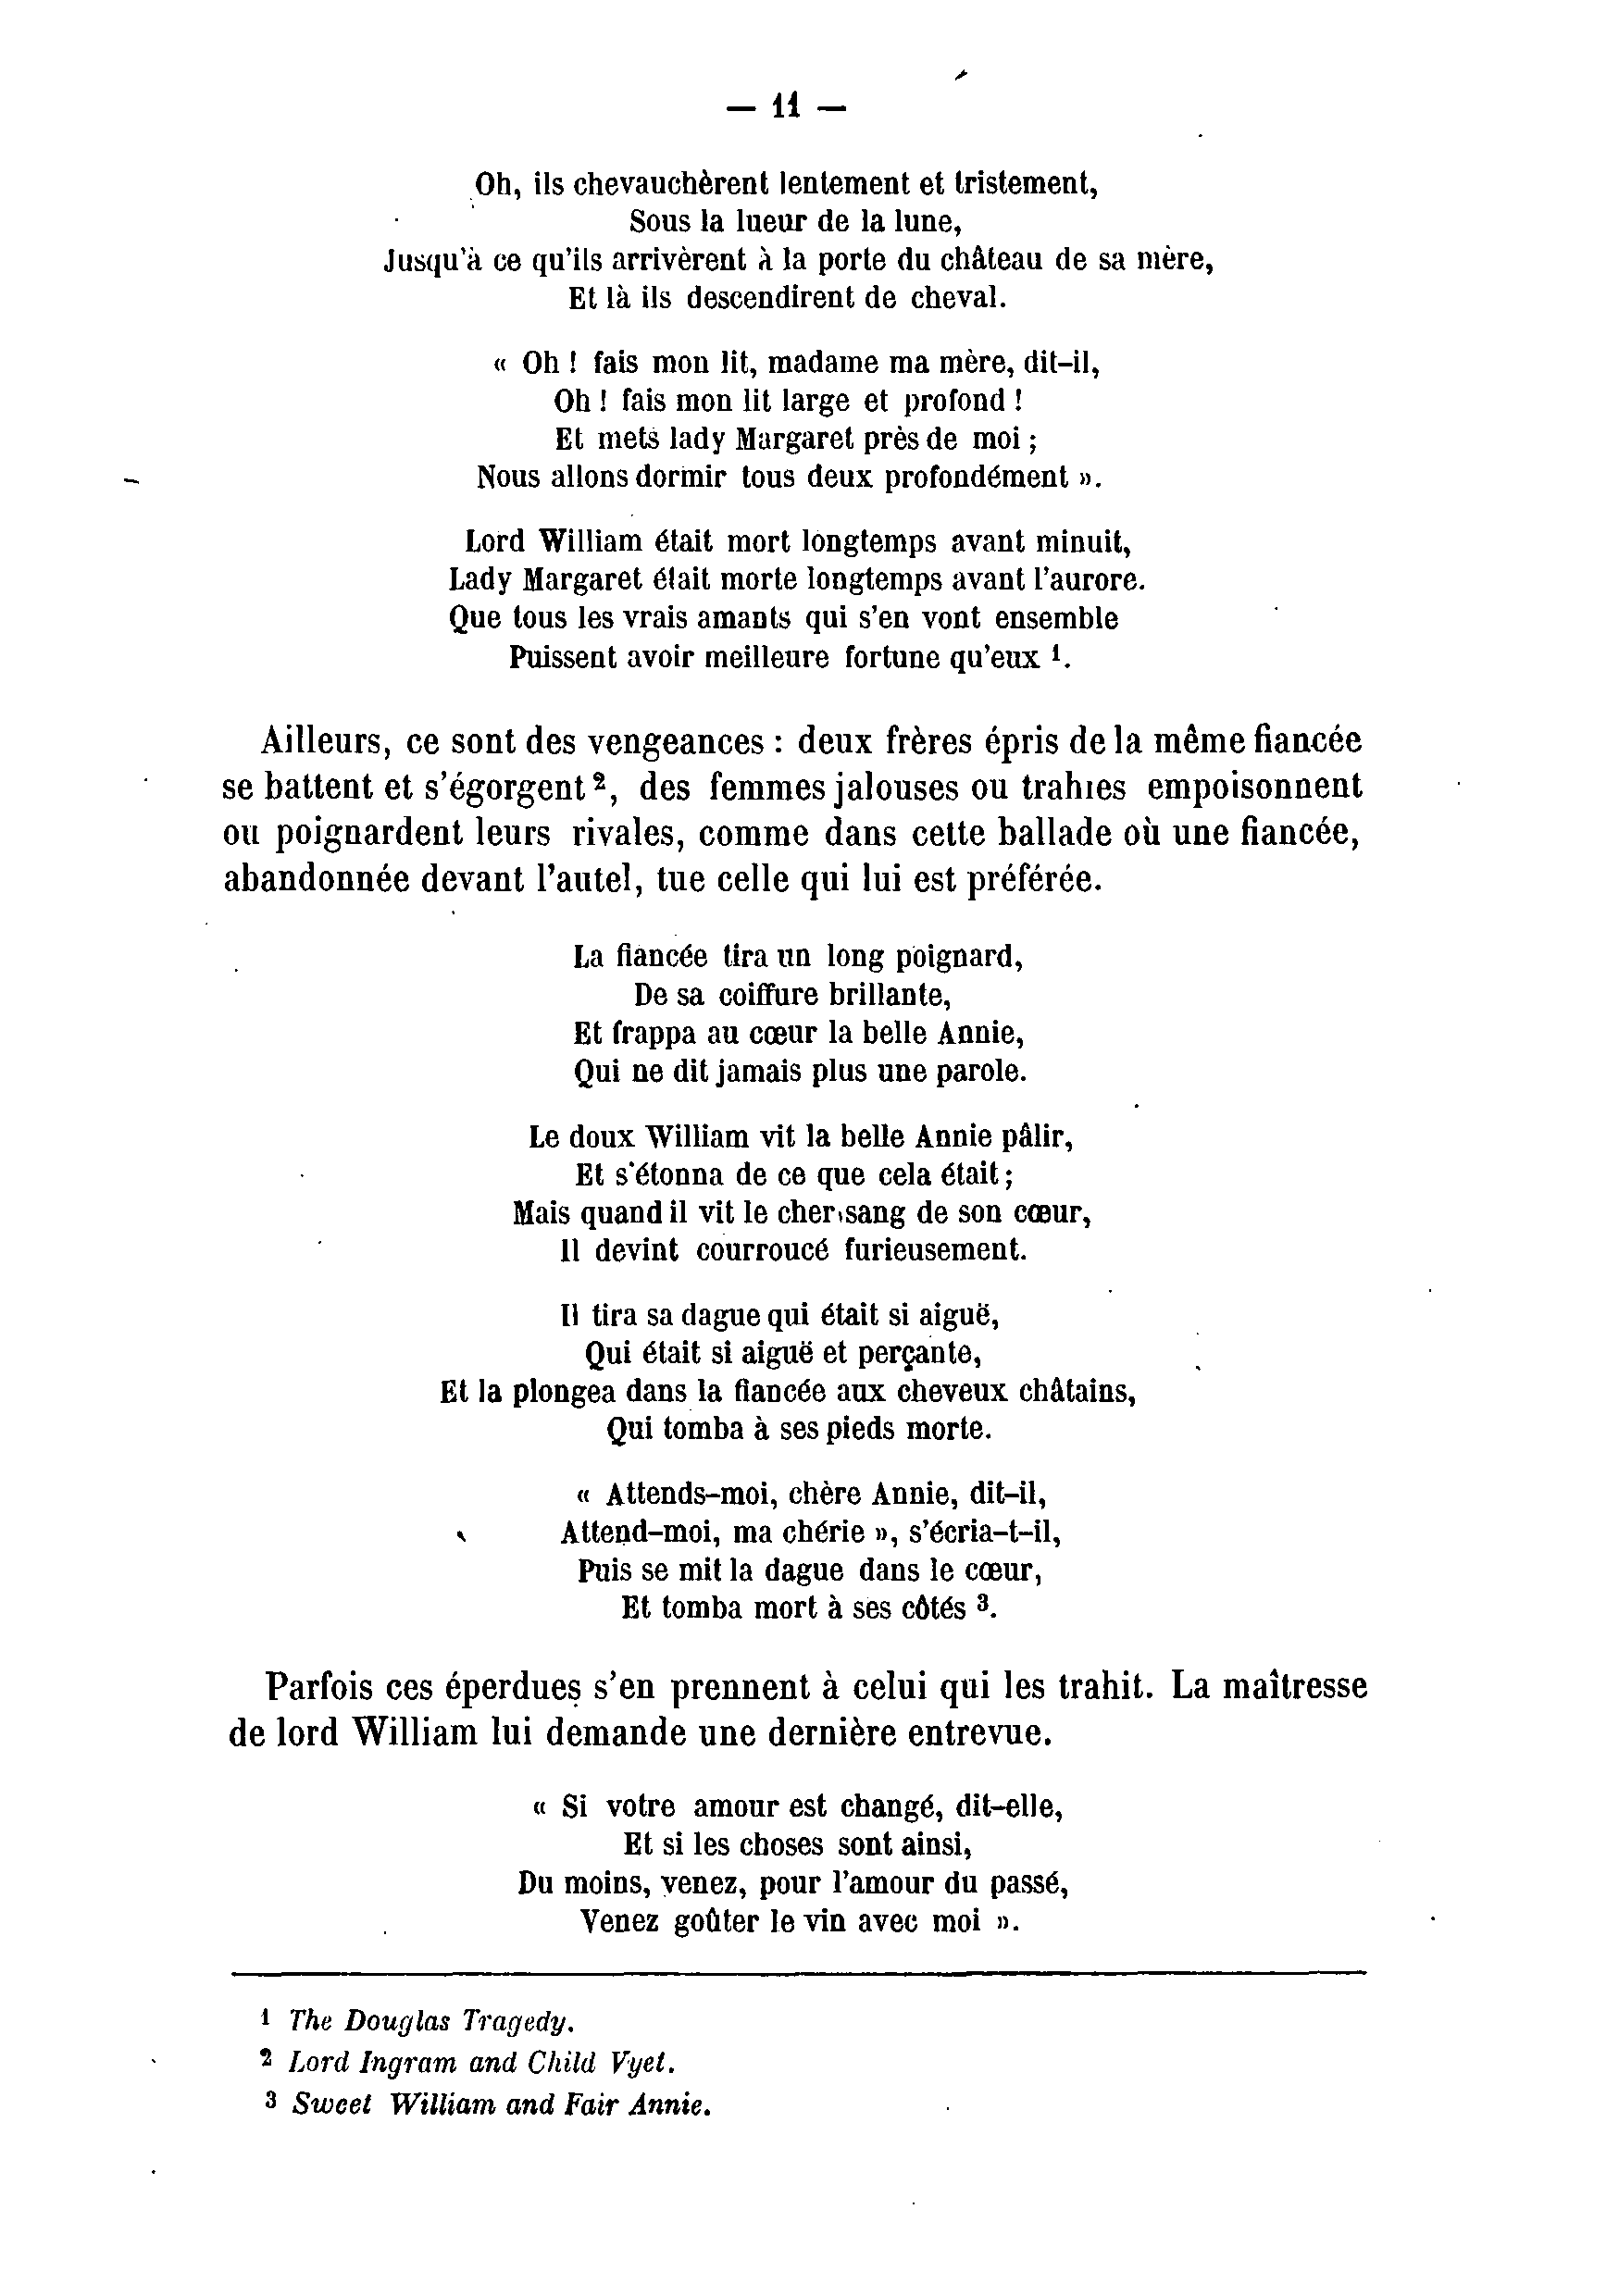 — 11 —
Oh, ils chevauchèrent lentement et tristement,
Sous la lueur de la lune,
Jusqu'à ce qu'ils arrivèrent à la porte du château de sa mère,
Et là ils descendirent de cheval.
« Oh ! fais mon lit, madame ma mère, dit-il,
Oh ! fais mon lit large et profond !
Et mets lady Margaret près de moi ;
Nous allons dormir tous deux profondément ».
Lord William était mort longtemps avant minuit,
Lady Margaret était morte longtemps avant l'aurore.
Que tous les vrais amants qui s'en vont ensemble
Puissent avoir meilleure fortune qu'eux ¹.
Ailleurs, ce sont des vengeances : deux frères épris de la même fiancée
se battent et s'égorgent ², des femmes jalouses ou trahies empoisonnent
ou poignardent leurs rivales, comme dans cette ballade où une fiancée,
abandonnée devant l'autel, tue celle qui lui est préférée.
La fiancée tira un long poignard,
De sa coiffure brillante,
Et frappa au cœur la belle Annie,
Qui ne dit jamais plus une parole.
Le doux William vit la belle Annie pâlir,
Et s'étonna de ce que cela était ;
Mais quand il vit le cher sang de son cœur,
Il devint courroucé furieusement.
Il tira sa dague qui était si aiguë,
Qui était si aiguë et perçante,
Et la plongea dans la fiancée aux cheveux châtains,
Qui tomba à ses pieds morte.
« Attends-moi, chère Annie, dit-il,
Attend-moi, ma chérie », s'écria-t-il,
Puis se mit la dague dans le cœur,
Et tomba mort à ses côtés ³.
Parfois ces éperdues s'en prennent à celui qui les trahit. La maîtresse
de lord William lui demande une dernière entrevue.
« Si votre amour est changé, dit-elle,
Et si les choses sont ainsi,
Du moins, venez, pour l'amour du passé,
Venez goûter le vin avec moi ».
¹ The Douglas Tragedy.
² Lord Ingram and Child Vyet.
³ Sweet William and Fair Annie.